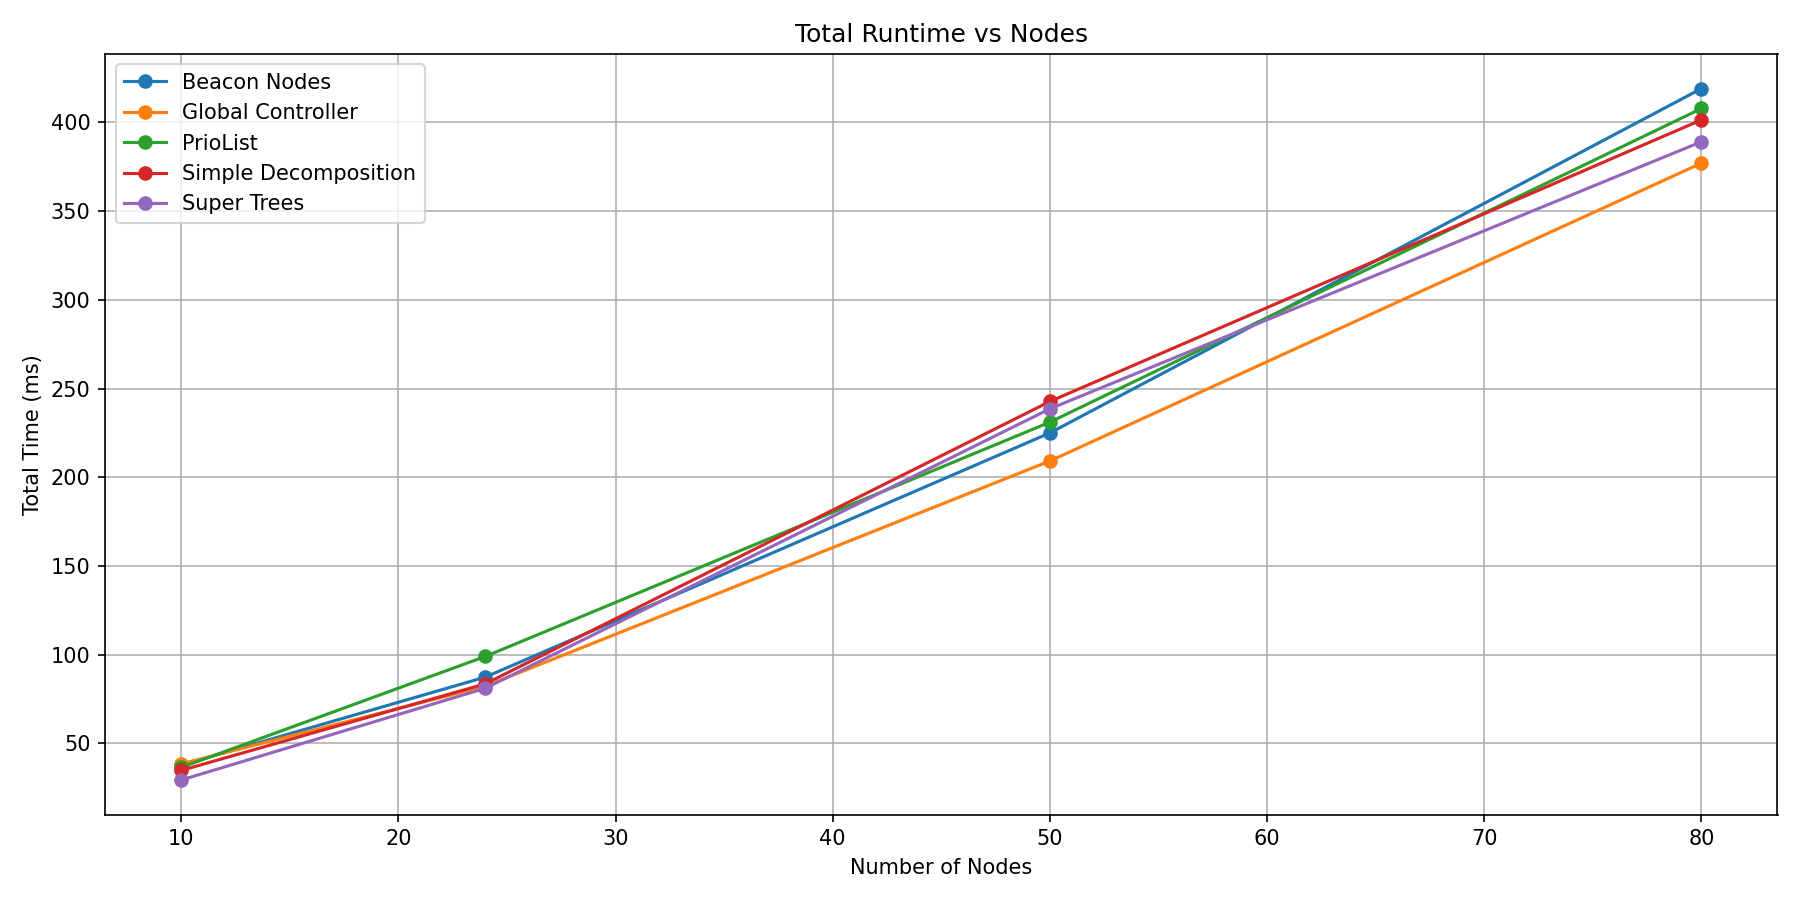 Total Runtime vs Nodes
Beacon Nodes
Global Controller
PrioList
Simple Decomposition
Super Trees
400
350
300
250
200
150
100
50
Total Time (ms)
10 20 30 40 50 60 70 80
Number of Nodes